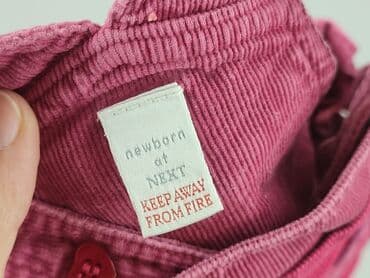 newborn
at
NEXT
KEEP AWAY
FROM FIRE